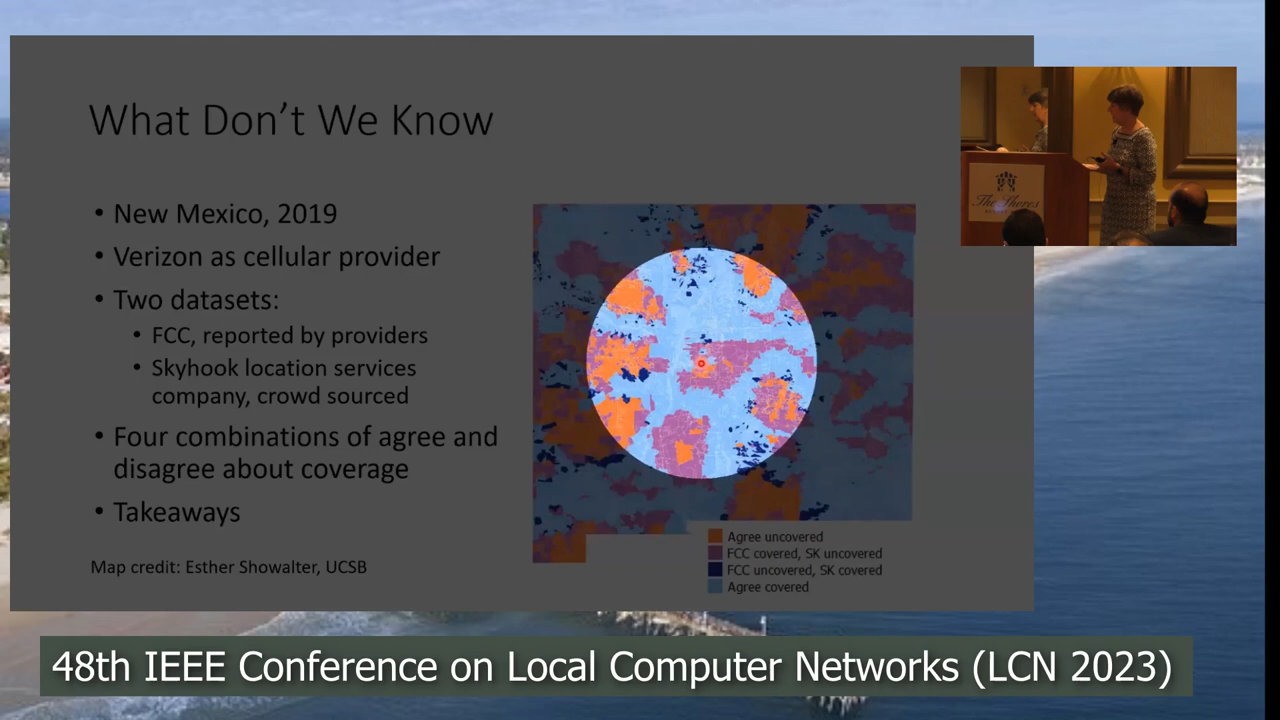 What Don't We Know
• New Mexico, 2019
• Verizon as cellular provider
• Two datasets:
• FCC, reported by providers
• Skyhook location services
company, crowd sourced
• Four combinations of agree and
disagree about coverage
• Takeaways
Map credit: Esther Showalter, UCSB
Agree uncovered
FCC covered, SK uncovered
FCC uncovered, SK covered
Agree covered
The Shores
48th IEEE Conference on Local Computer Networks (LCN 2023)